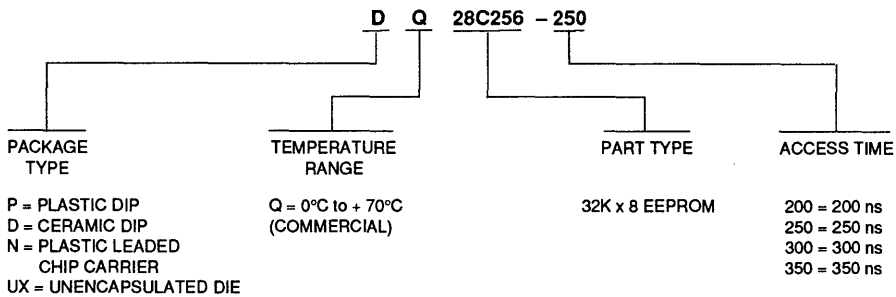 D Q 28C256 - 250
PACKAGE TYPE
TEMPERATURE RANGE
PART TYPE
ACCESS TIME
P = PLASTIC DIP
D = CERAMIC DIP
N = PLASTIC LEADED
CHIP CARRIER
UX = UNENCAPSULATED DIE
Q = 0°C to + 70°C
(COMMERCIAL)
32K x 8 EEPROM
200 = 200 ns
250 = 250 ns
300 = 300 ns
350 = 350 ns